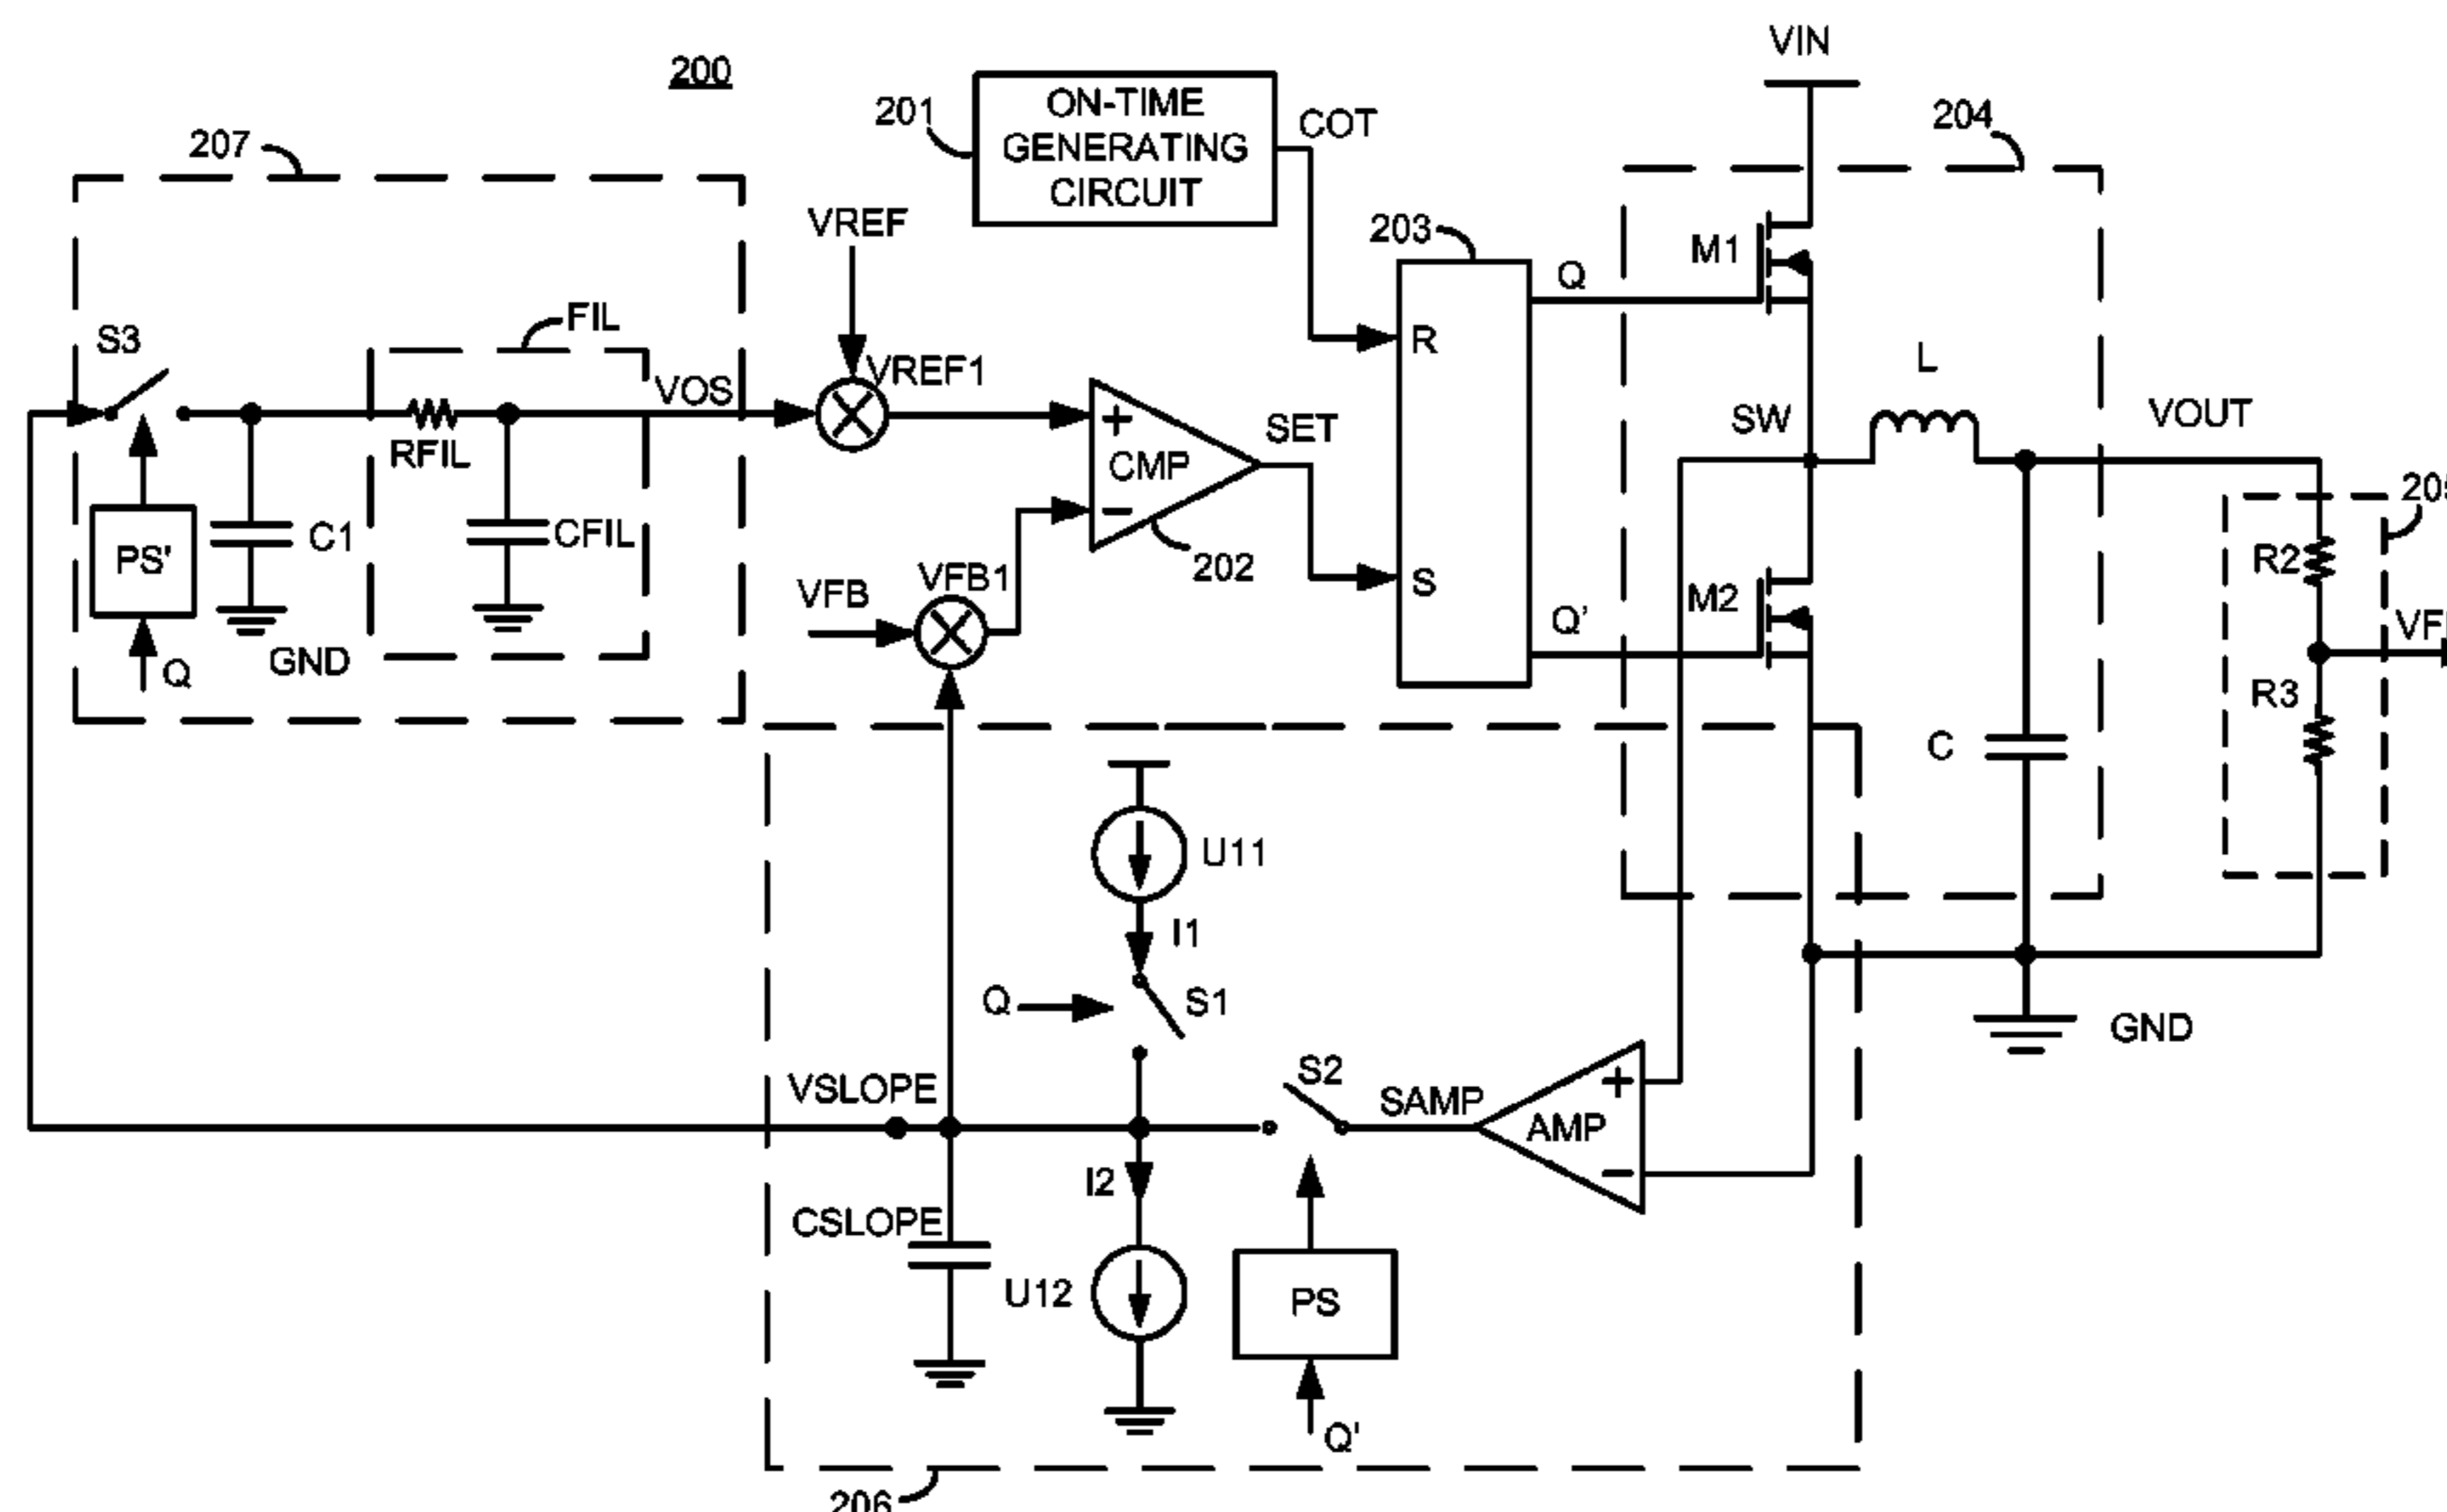 200
VIN
201
ON-TIME
GENERATING
CIRCUIT
COT
204
207
VREF
203
M1
Q
S3
FIL
R
L
VREF1
VOS
SET
SW
VOUT
RFIL
CMP
PS'
C1
CFIL
202
S
M2
R2
VFB
VFB1
Q'
GND
Q
R3
C
U11
I1
Q
S1
GND
VSLOPE
S2
SAMP
AMP
I2
CSLOPE
U12
PS
Q'
206